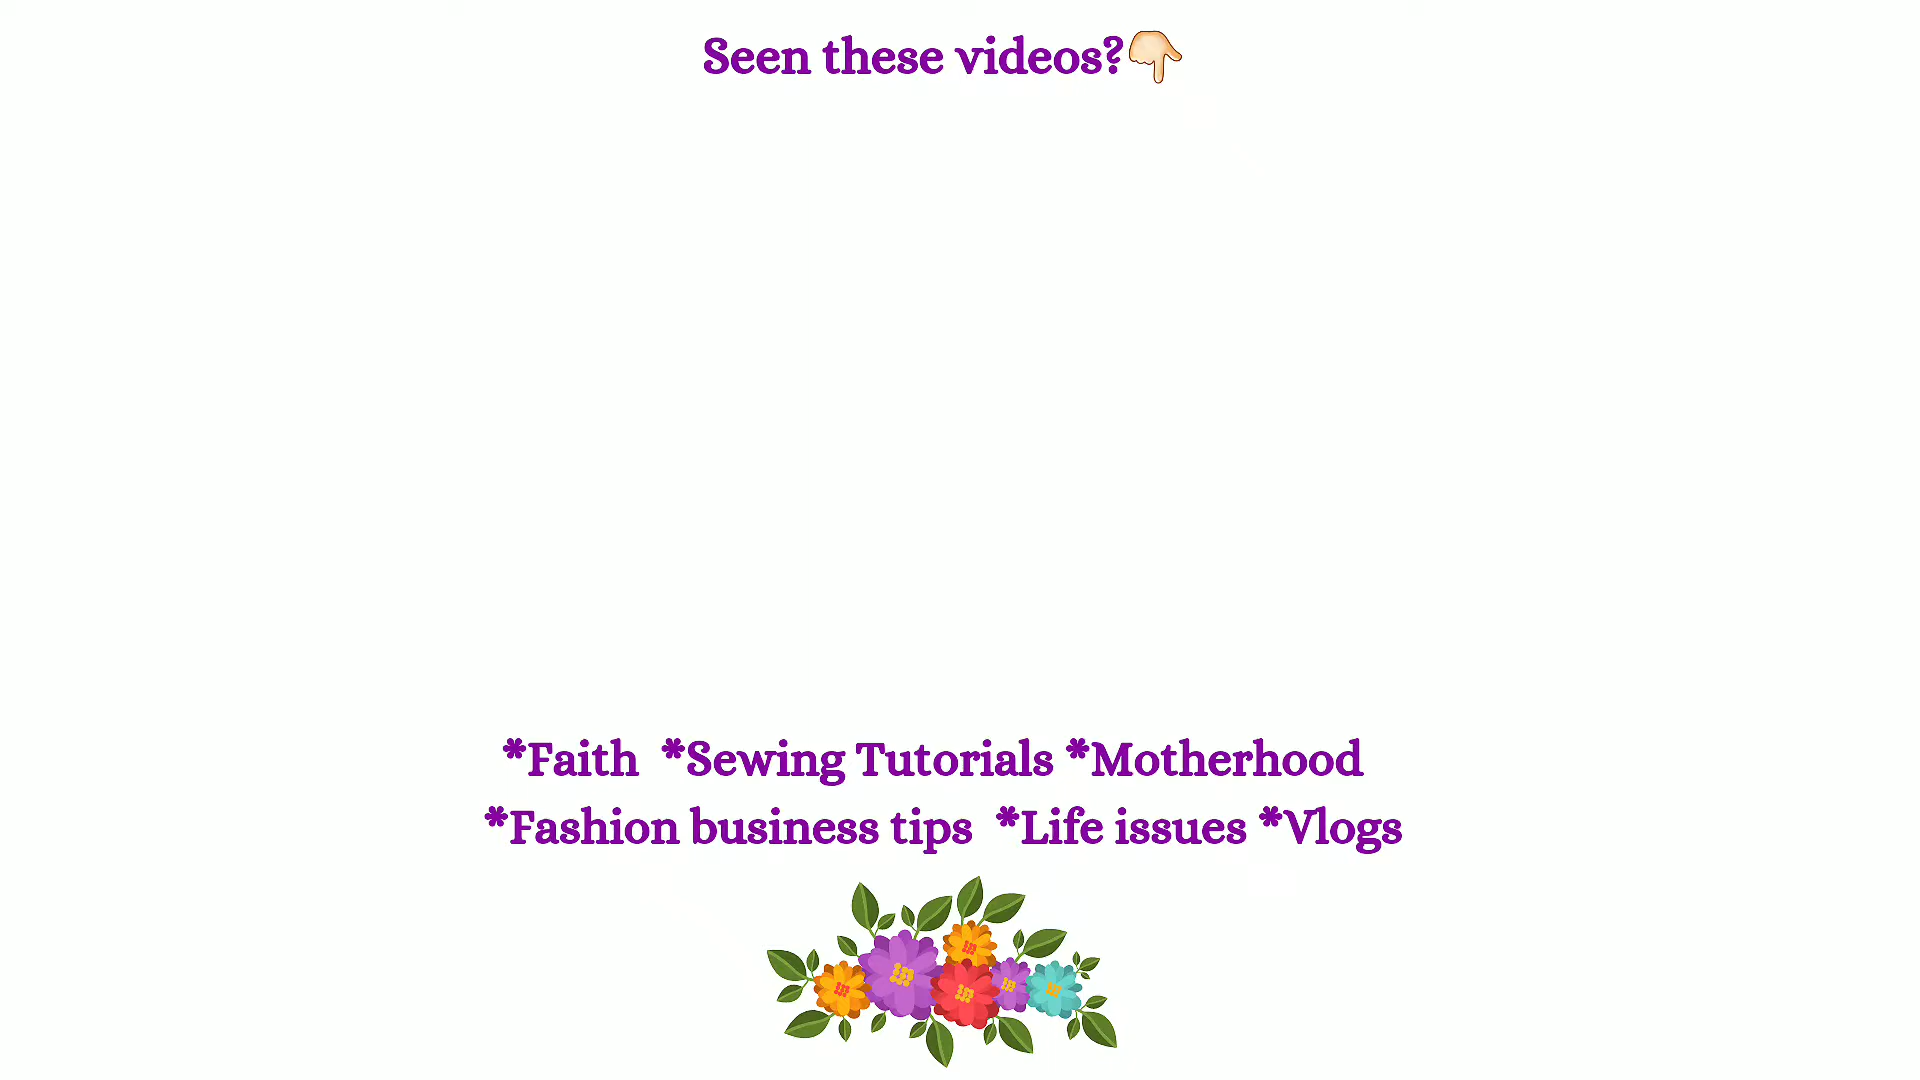 Seen these videos?👇🏻
*Faith  *Sewing Tutorials *Motherhood
*Fashion business tips  *Life issues *Vlogs